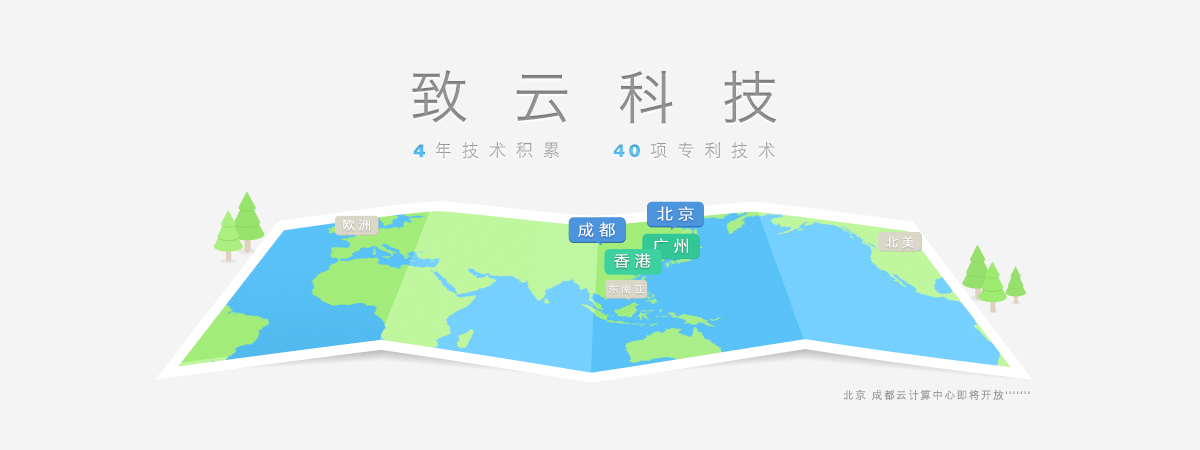 致云科技
4年技术积累 40项专利技术
北京
欧洲
成都
广州
北美
香港
东南亚
北京 成都云计算中心即将开放'''''''